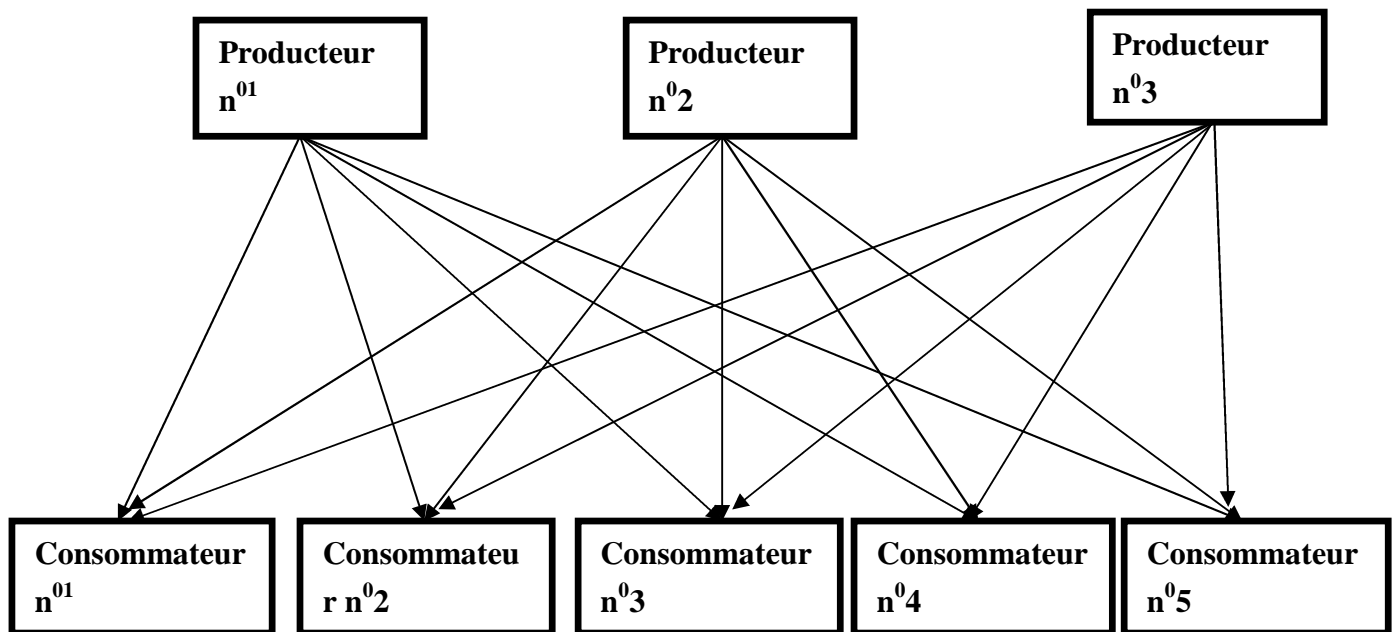 Producteur
n⁰¹
Producteur
n⁰2
Producteur
n⁰3
Consommateur
n⁰¹
Consommateu
r n⁰2
Consommateur
n⁰3
Consommateur
n⁰4
Consommateur
n⁰5